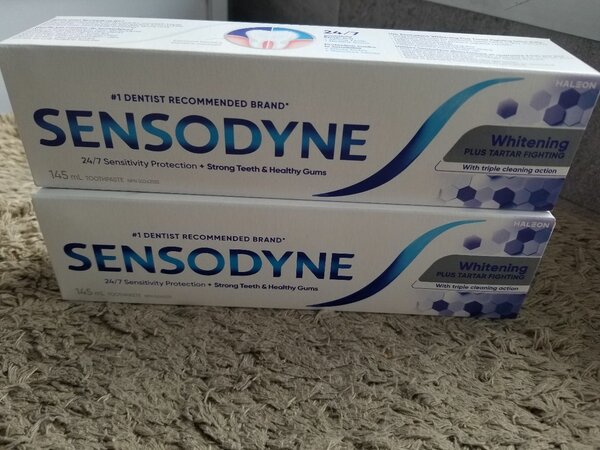 24/7
HALEON
#1 DENTIST RECOMMENDED BRAND*
SENSODYNE
24/7 Sensitivity Protection + Strong Teeth & Healthy Gums
145 mL TOOTHPASTE
Whitening
PLUS TARTAR FIGHTING
With triple cleaning action
HALEON
#1 DENTIST RECOMMENDED BRAND*
SENSODYNE
24/7 Sensitivity Protection + Strong Teeth & Healthy Gums
145 mL TOOTHPASTE
Whitening
PLUS TARTAR FIGHTING
With triple cleaning action